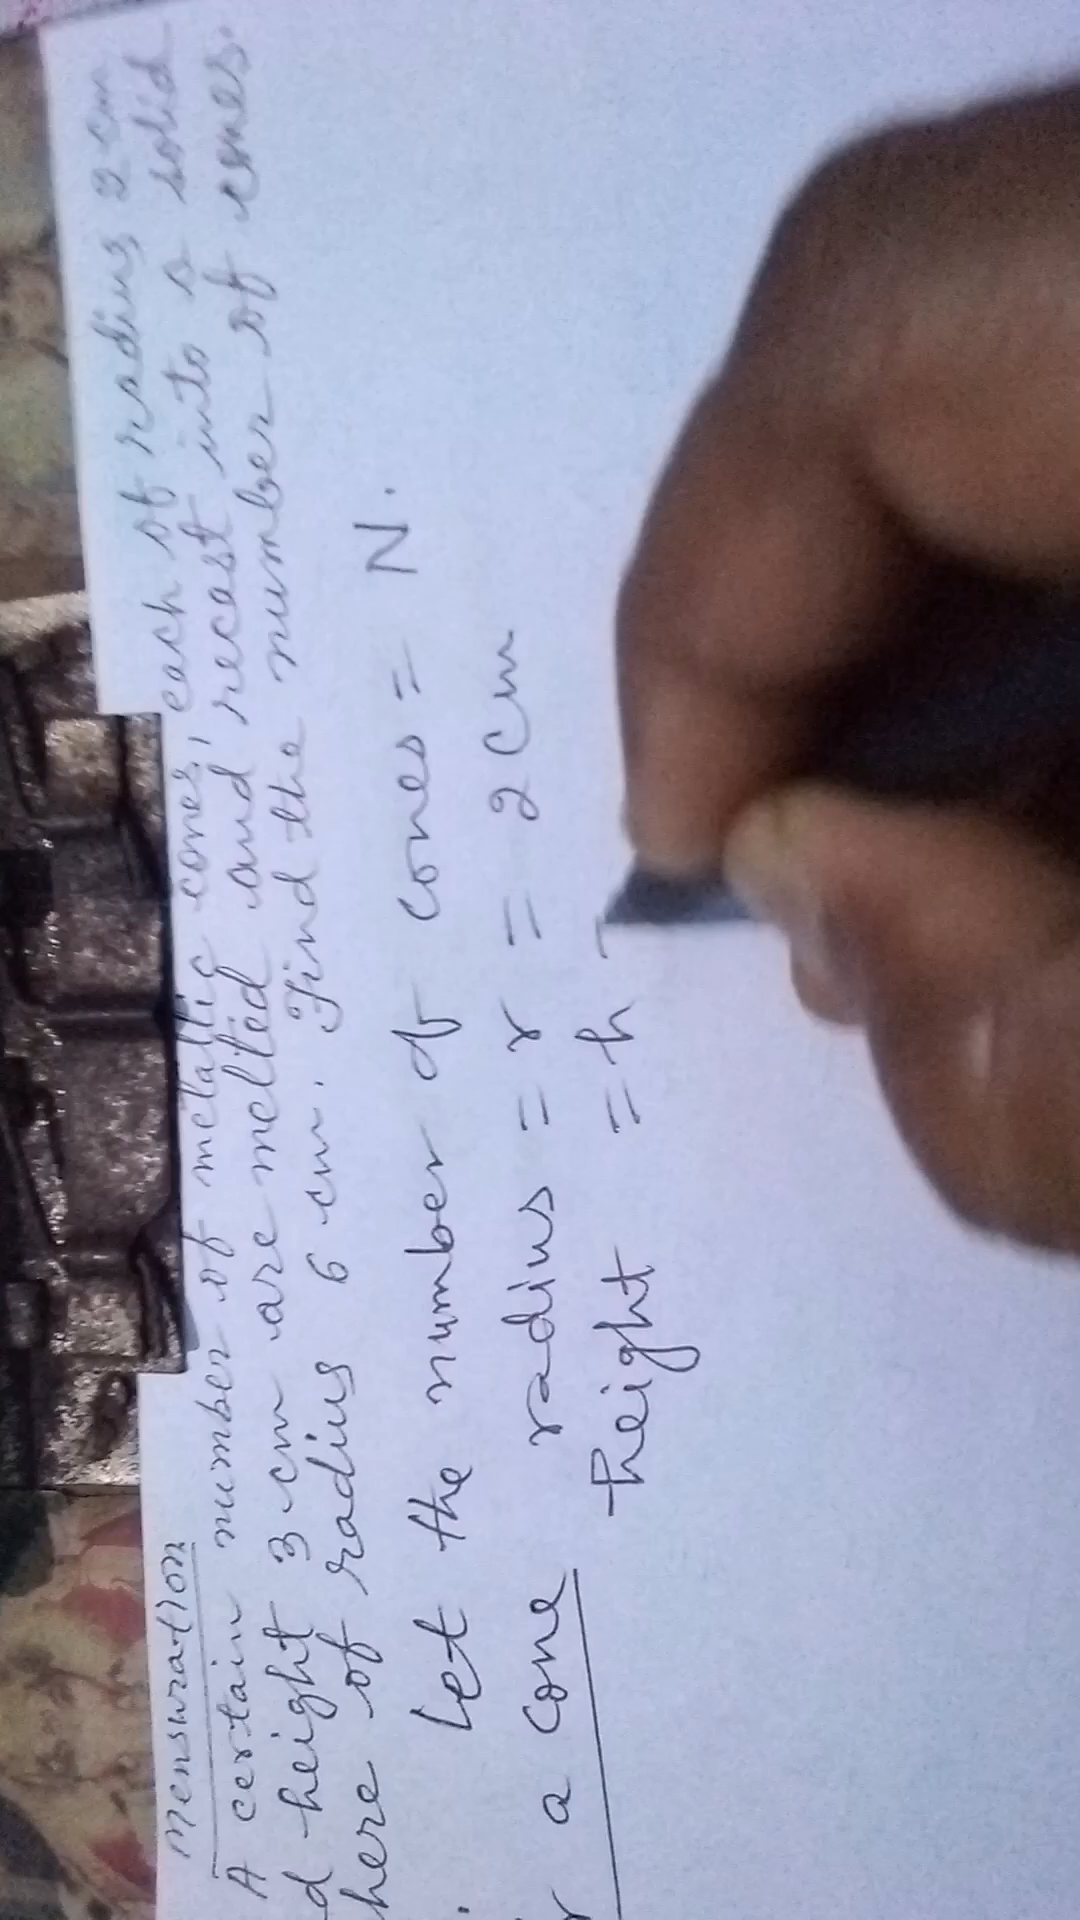 Mensuration
A certain number of metallic cones, each of radius 2 cm
d height 3 cm are melted and recast into a solid
here of radius 6 cm. Find the number of cones.
Let the number of cones = N.
r a cone radius = r = 2 cm
height = h